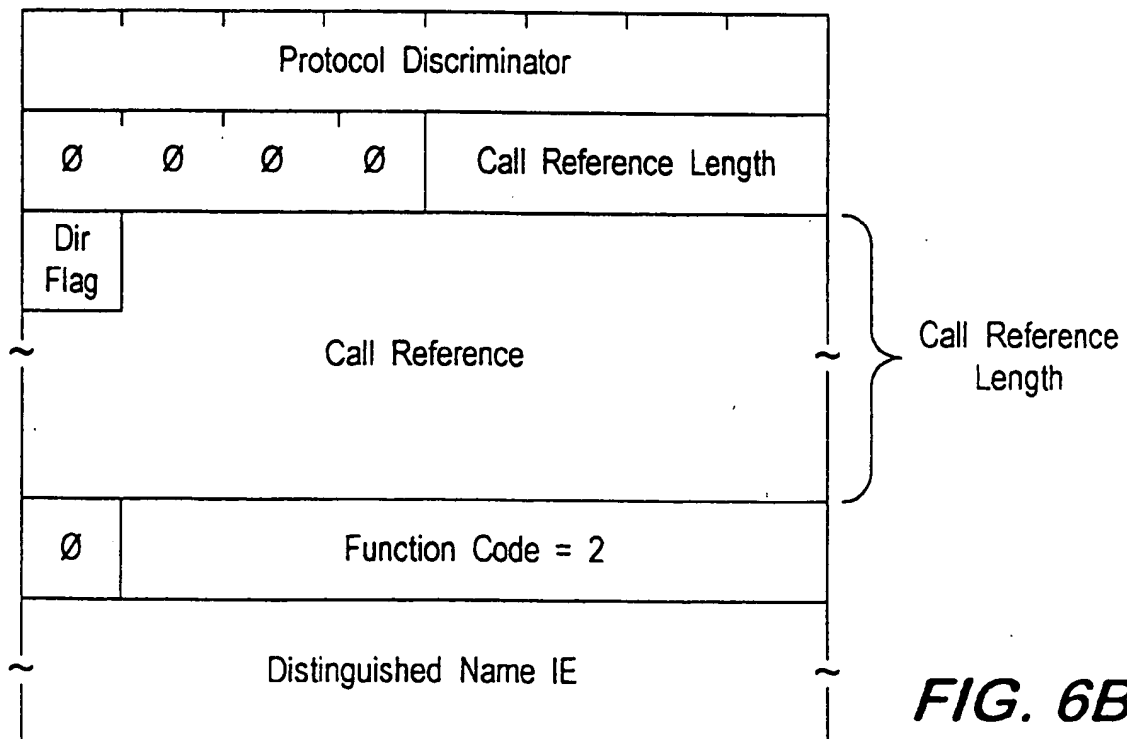 Protocol Discriminator
Ø Ø Ø Ø Call Reference Length
Dir
Flag
Call Reference
Call Reference
Length
Ø Function Code = 2
Distinguished Name IE
FIG. 6B